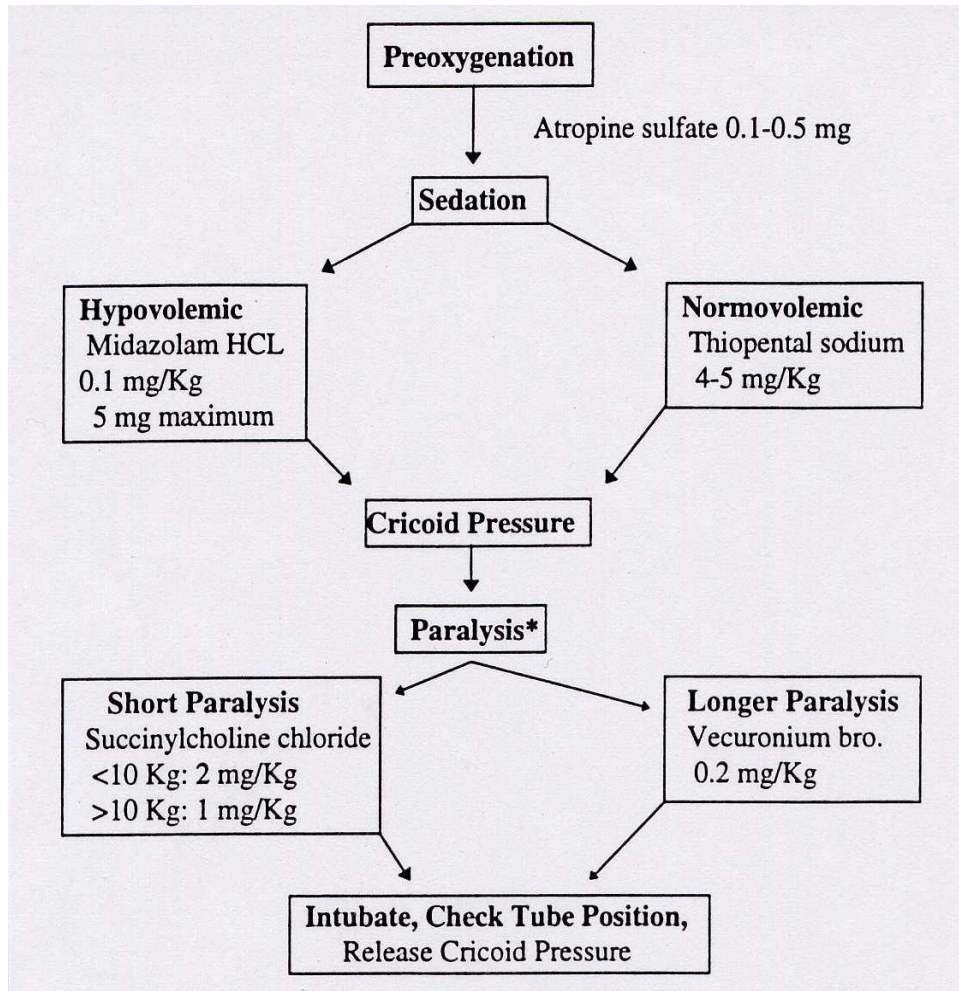 Preoxygenation
Atropine sulfate 0.1-0.5 mg
Sedation
Hypovolemic
Midazolam HCL
0.1 mg/Kg
5 mg maximum
Normovolemic
Thiopental sodium
4-5 mg/Kg
Cricoid Pressure
Paralysis*
Short Paralysis
Succinylcholine chloride
<10 Kg: 2 mg/Kg
>10 Kg: 1 mg/Kg
Longer Paralysis
Vecuronium bro.
0.2 mg/Kg
Intubate, Check Tube Position,
Release Cricoid Pressure